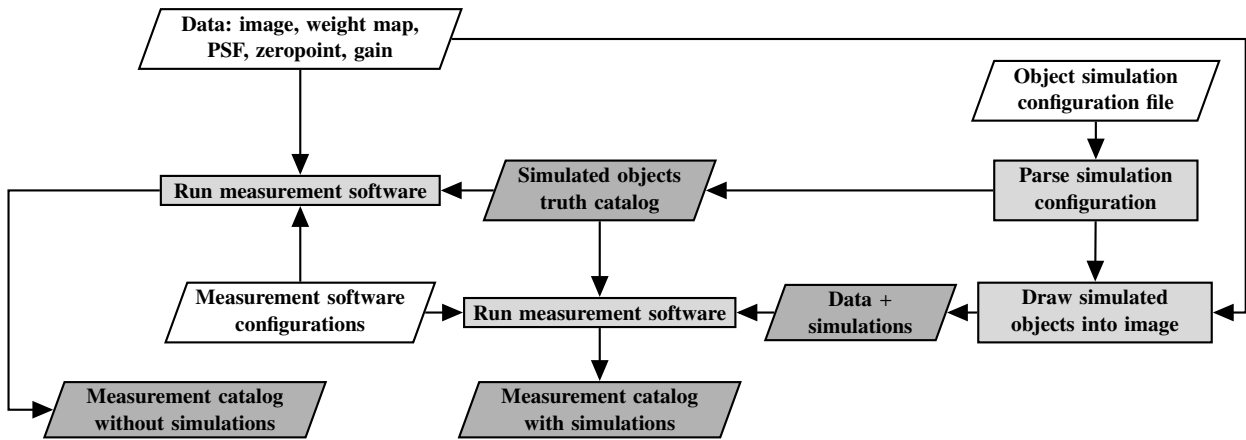 Data: image, weight map,
PSF, zeropoint, gain
Object simulation
configuration file
Run measurement software
Simulated objects
truth catalog
Parse simulation
configuration
Measurement software
configurations
Run measurement software
Data +
simulations
Draw simulated
objects into image
Measurement catalog
without simulations
Measurement catalog
with simulations